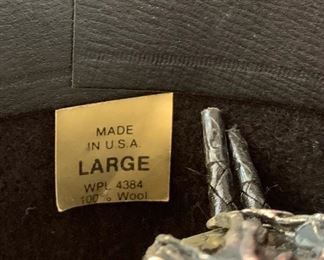 MADE
IN U.S.A.
LARGE
WPL 4384
100% Wool